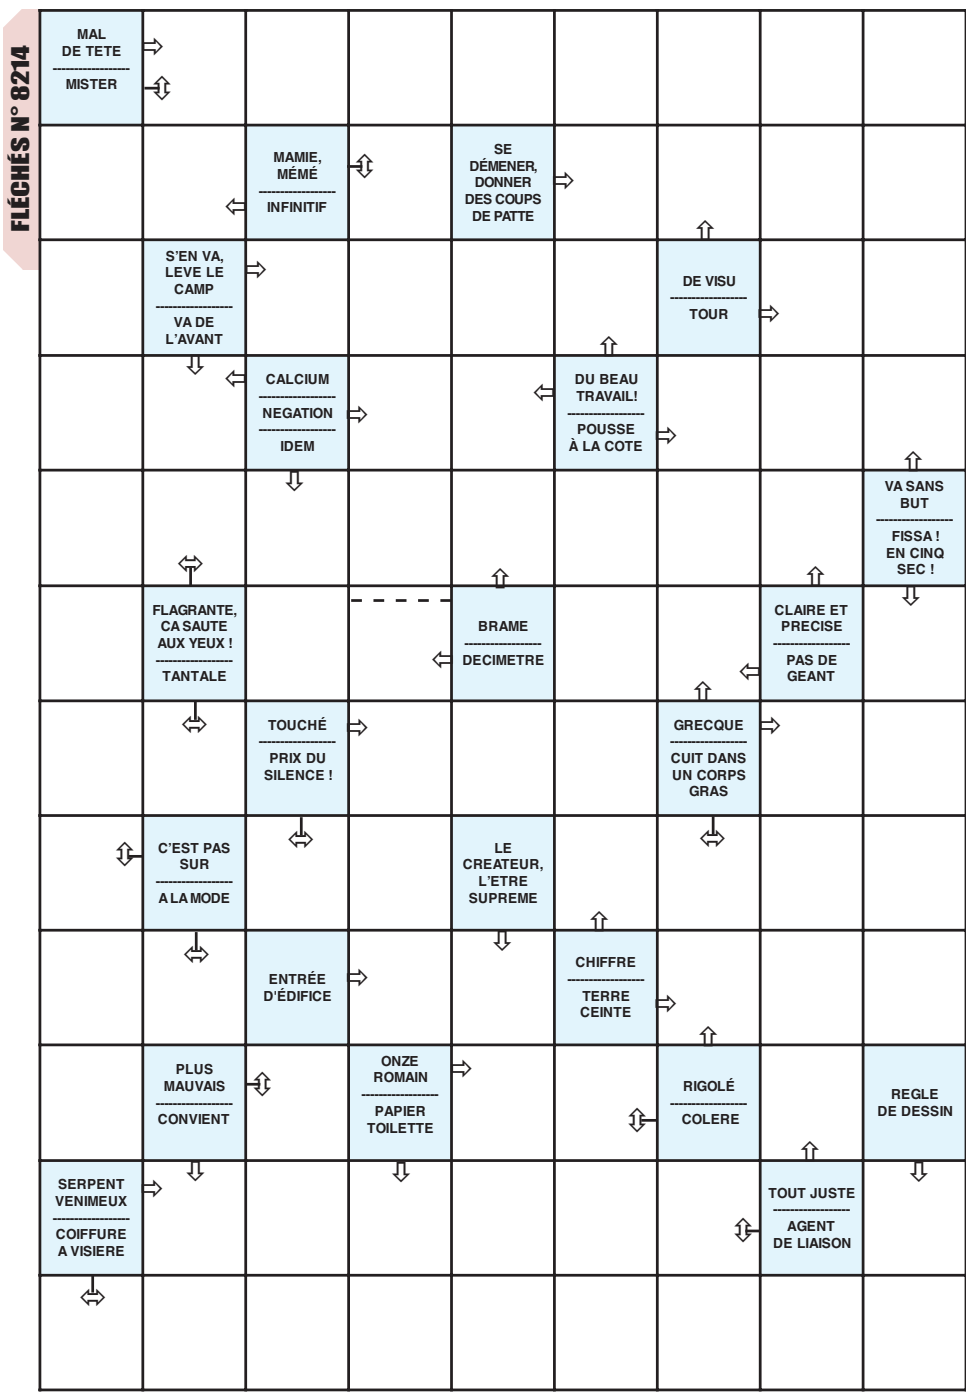 FLÉCHÉS N° 8214
MAL
DE TETE
MISTER
MAMIE,
MÉMÉ
INFINITIF
SE
DÉMENER,
DONNER
DES COUPS
DE PATTE
S'EN VA,
LEVE LE
CAMP
VA DE
L'AVANT
DE VISU
TOUR
CALCIUM
NEGATION
IDEM
DU BEAU
TRAVAIL!
POUSSE
À LA COTE
VA SANS
BUT
FISSA !
EN CINQ
SEC !
FLAGRANTE,
CA SAUTE
AUX YEUX !
TANTALE
BRAME
DECIMETRE
CLAIRE ET
PRECISE
PAS DE
GEANT
TOUCHÉ
PRIX DU
SILENCE !
GRECQUE
CUIT DANS
UN CORPS
GRAS
C'EST PAS
SUR
A LA MODE
LE
CREATEUR,
L'ETRE
SUPREME
ENTRÉE
D'ÉDIFICE
CHIFFRE
TERRE
CEINTE
PLUS
MAUVAIS
CONVIENT
ONZE
ROMAIN
PAPIER
TOILETTE
RIGOLÉ
COLERE
REGLE
DE DESSIN
SERPENT
VENIMEUX
COIFFURE
A VISIERE
TOUT JUSTE
AGENT
DE LIAISON